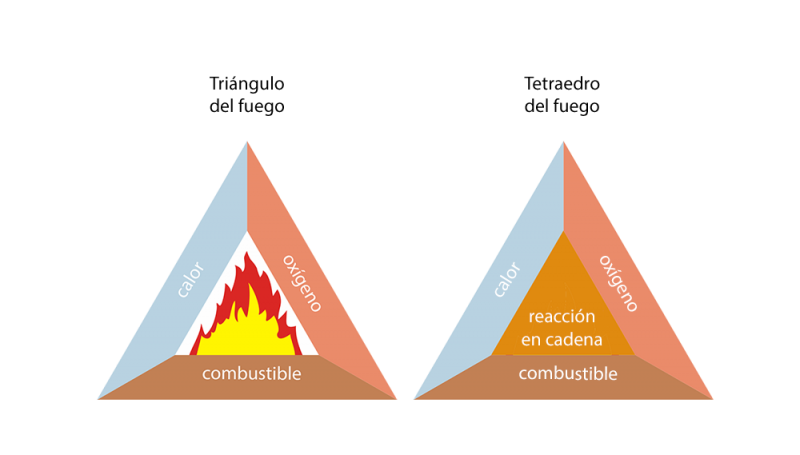 Triángulo
del fuego
calor
oxígeno
combustible
Tetraedro
del fuego
calor
oxígeno
reacción
en cadena
combustible